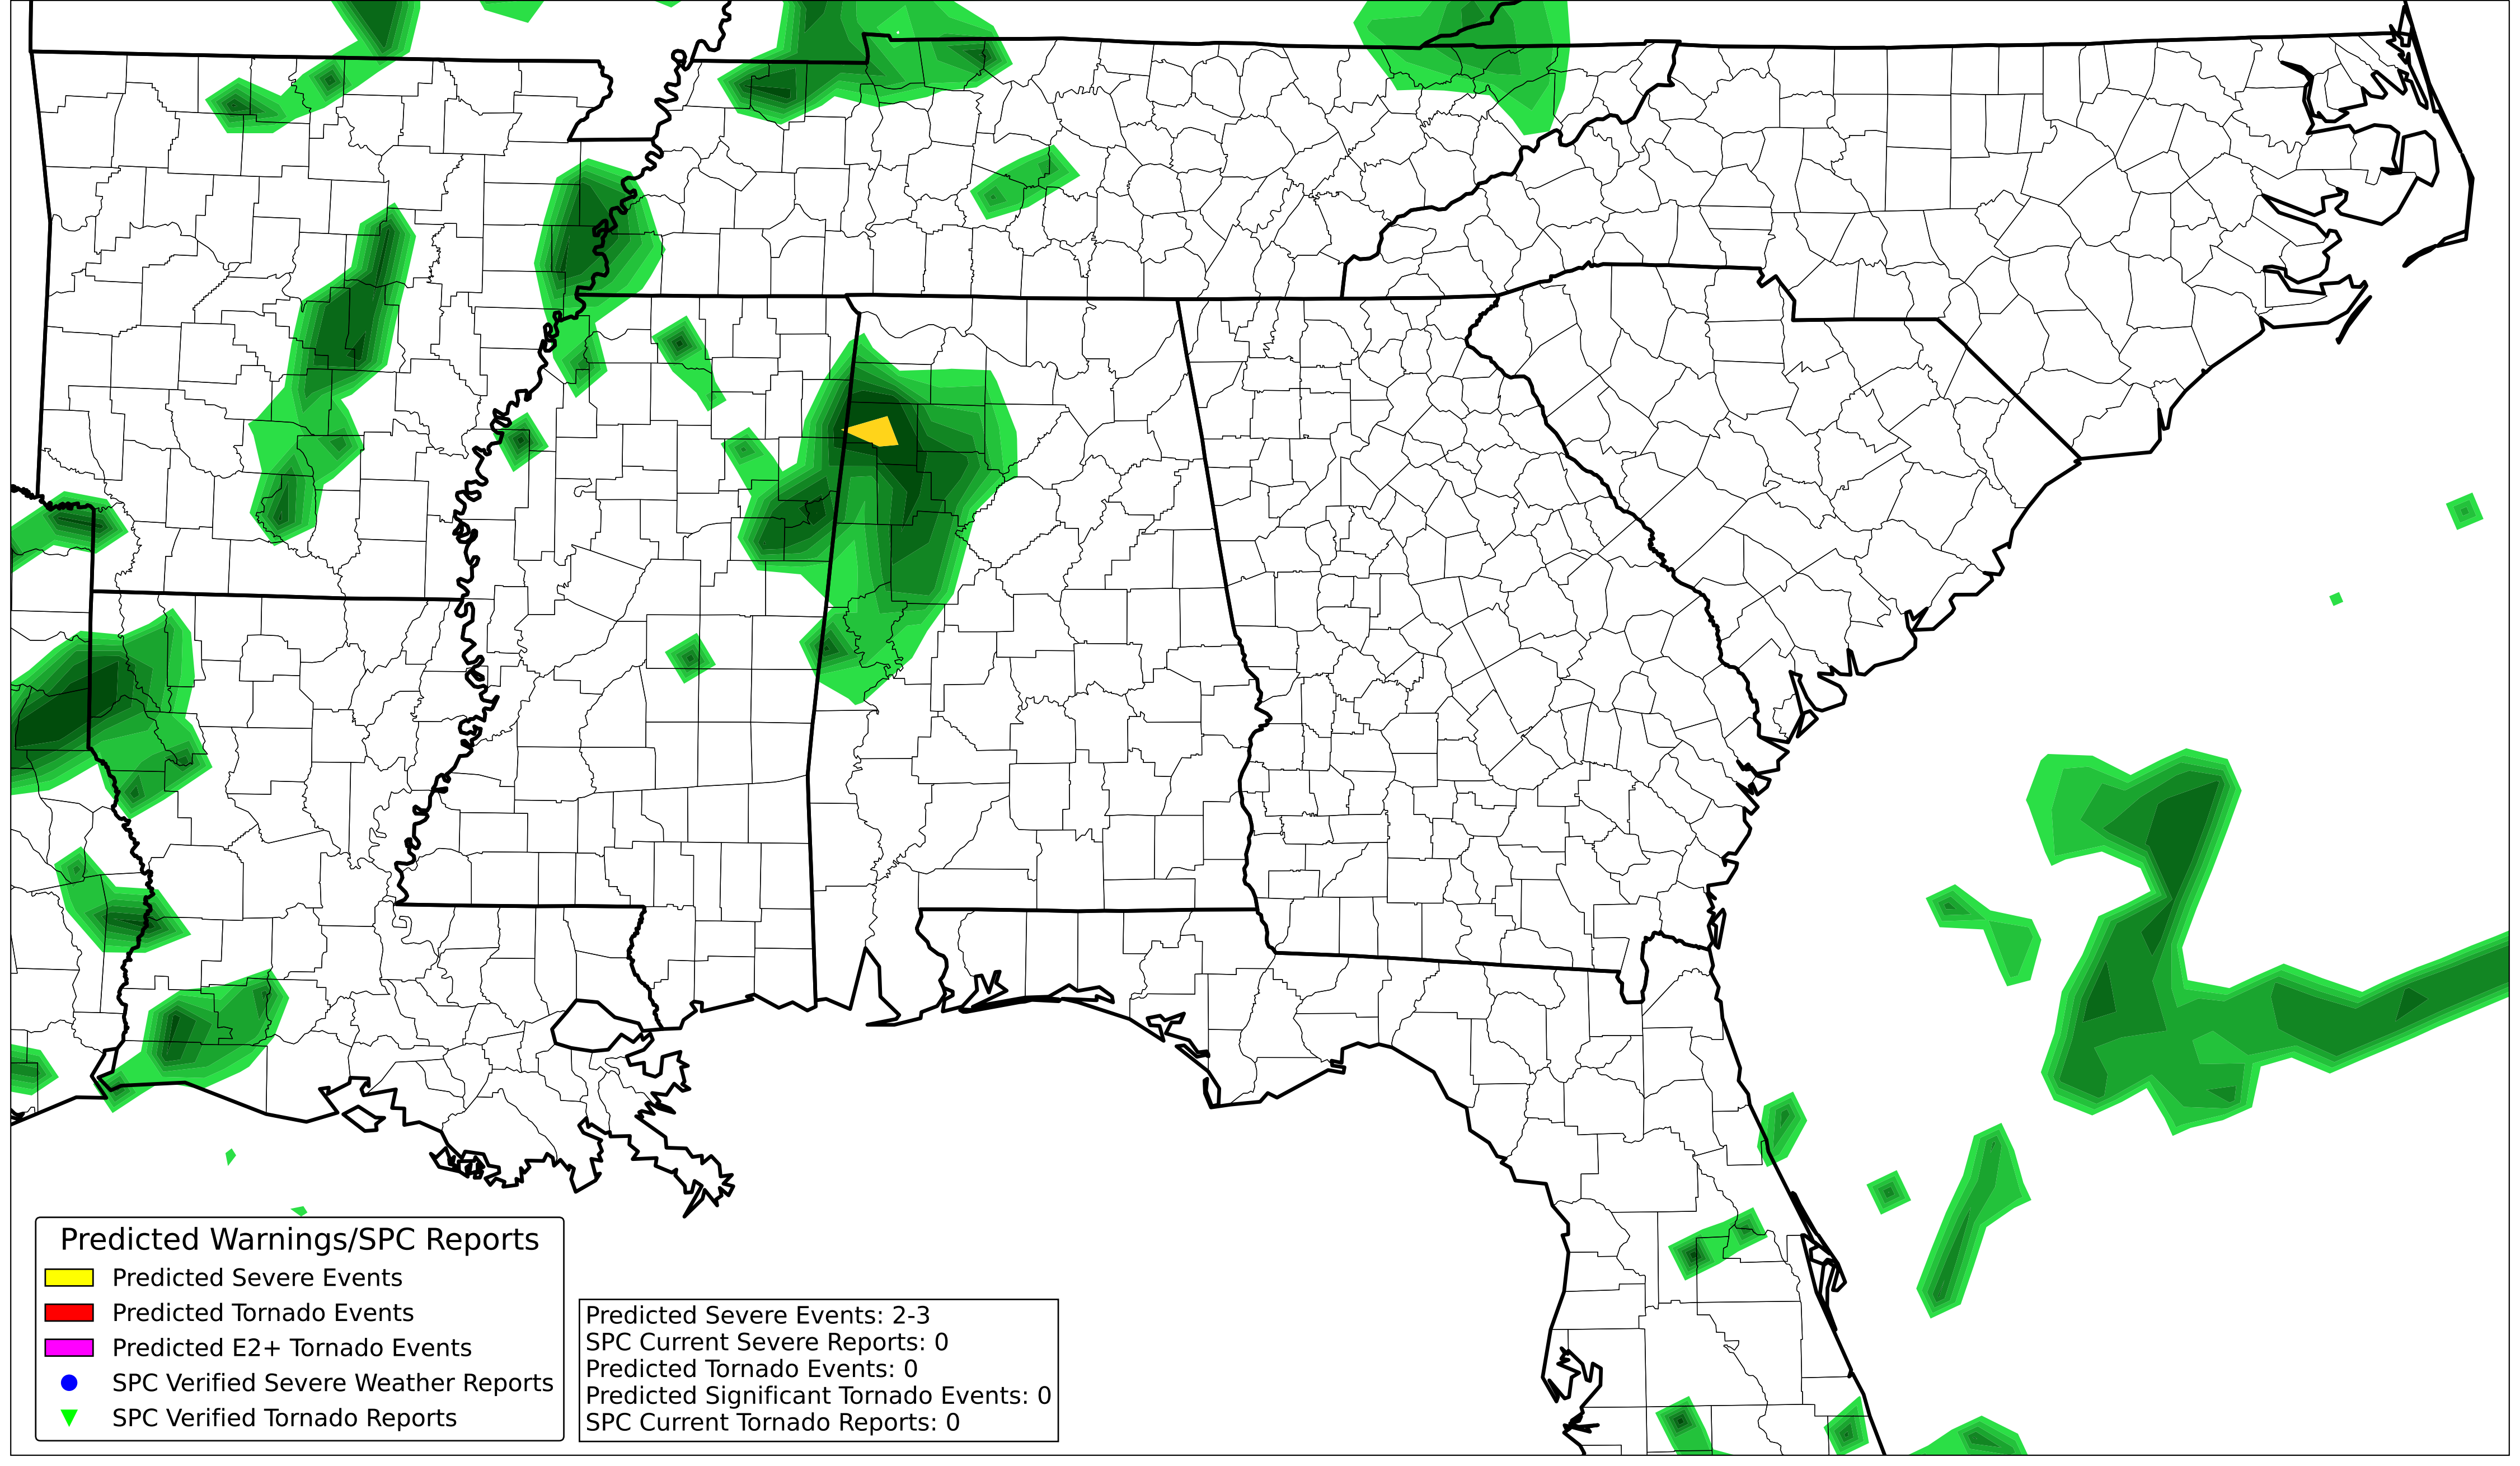 Predicted Warnings/SPC Reports
Predicted Severe Events
Predicted Tornado Events
Predicted E2+ Tornado Events
SPC Verified Severe Weather Reports
SPC Verified Tornado Reports
Predicted Severe Events: 2-3
SPC Current Severe Reports: 0
Predicted Tornado Events: 0
Predicted Significant Tornado Events: 0
SPC Current Tornado Reports: 0